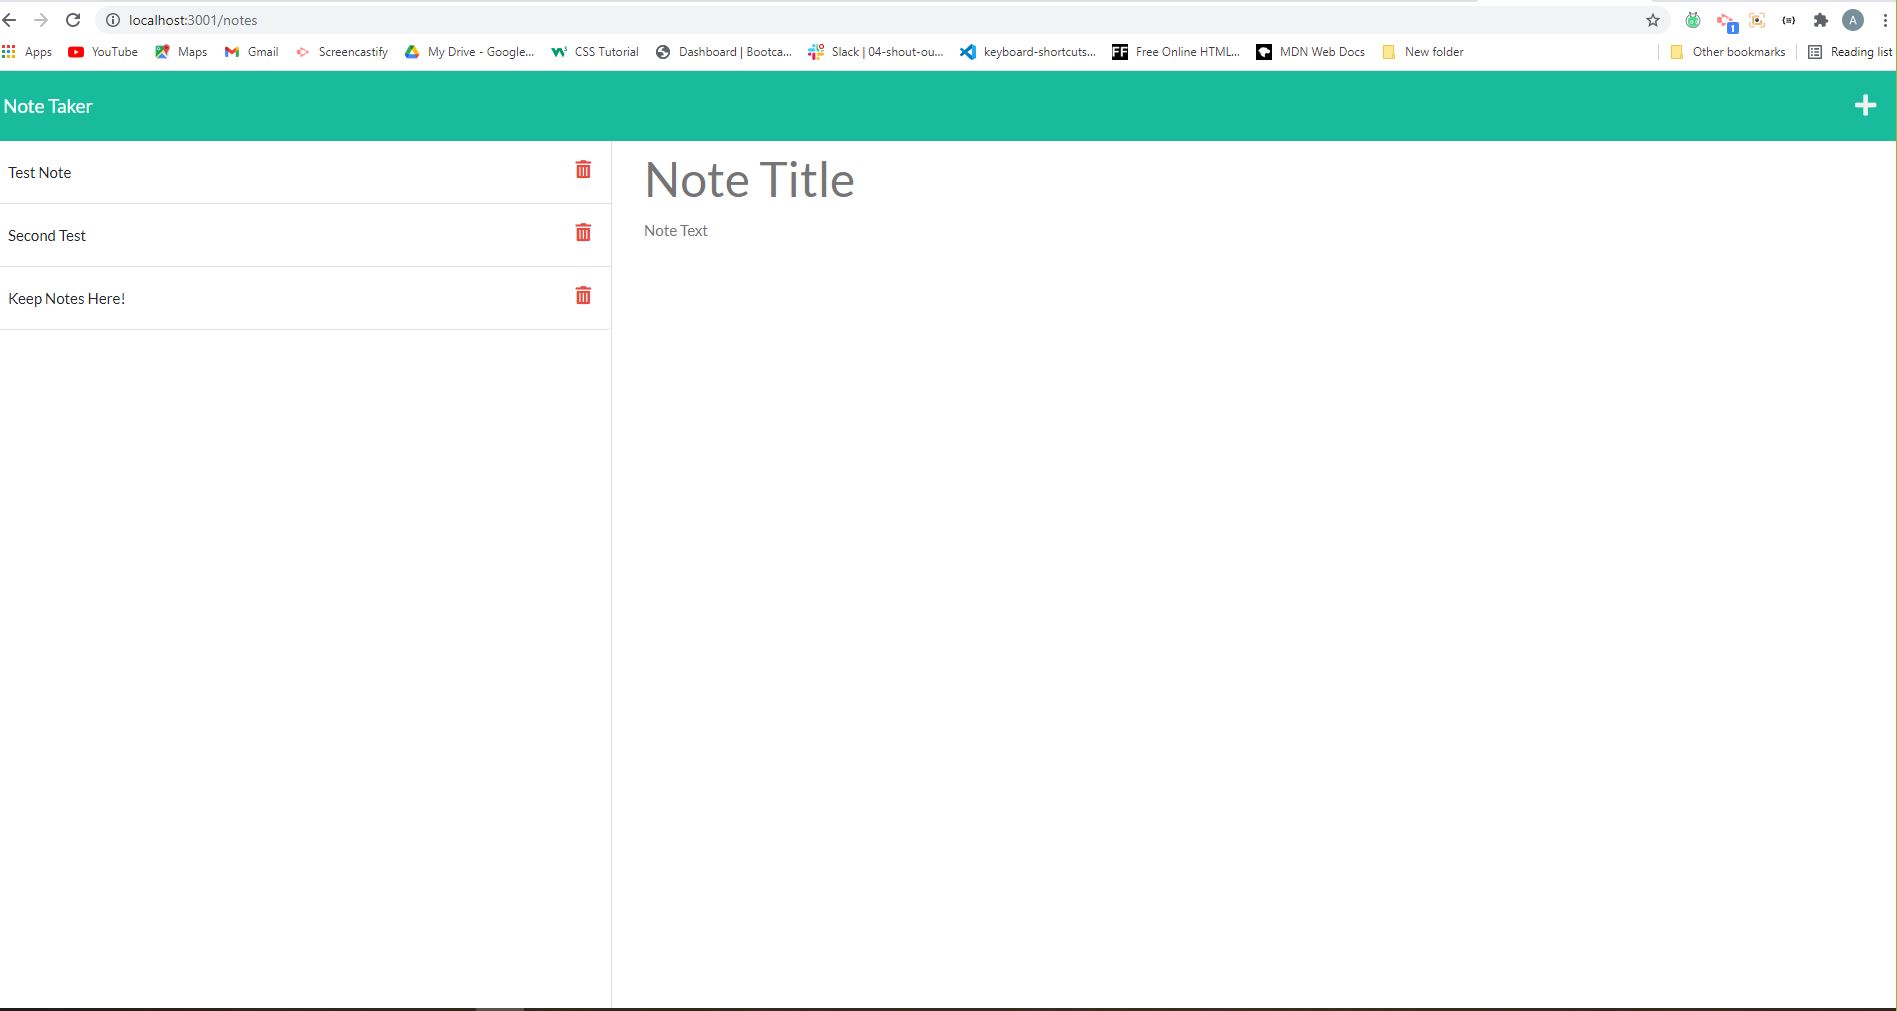 localhost:3001/notes
A
1
Apps YouTube Maps Gmail Screencastify My Drive - Google... CSS Tutorial Dashboard | Bootca... Slack | 04-shout-ou... keyboard-shortcuts... FF Free Online HTML... MDN Web Docs New folder Other bookmarks Reading list
Note Taker
Test Note
Second Test
Keep Notes Here!
Note Title
Note Text